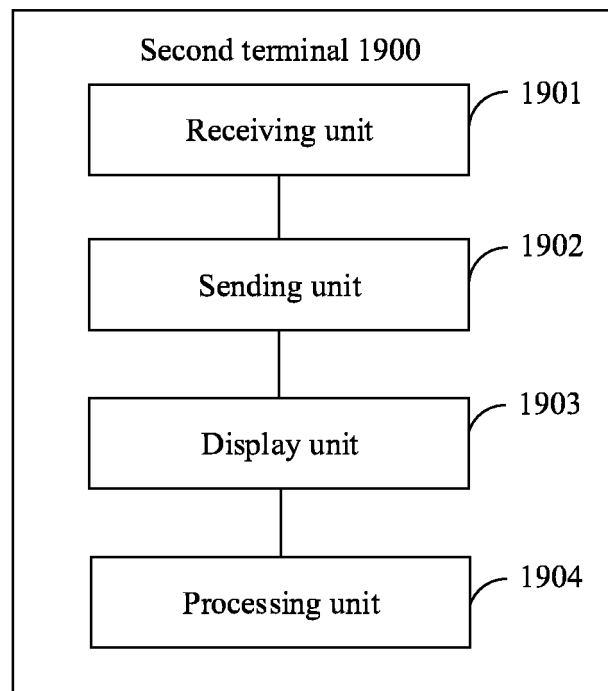 Second terminal 1900
1901
Receiving unit
1902
Sending unit
1903
Display unit
1904
Processing unit